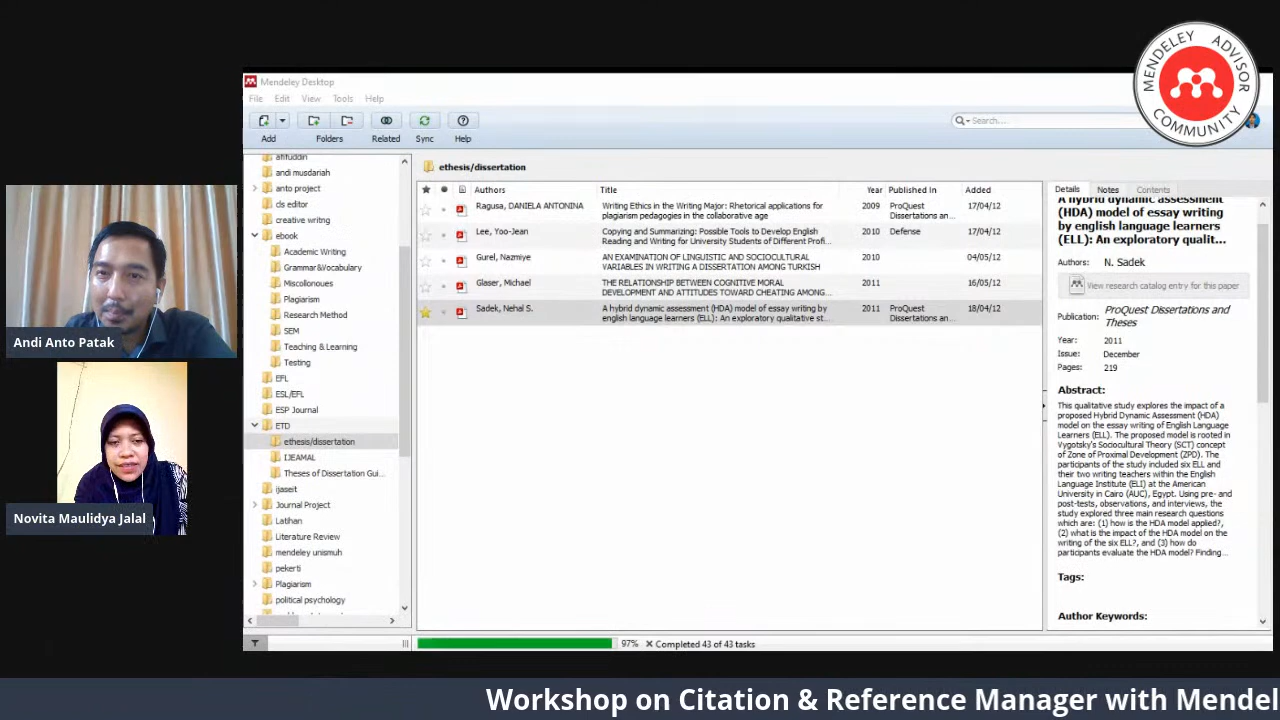 MENDELEY ADVISOR
COMMUNITY
Mendeley Desktop
File Edit View Tools Help
Search...
Add Folders Related Sync Help
afifuddin
andi musdariah
anto project
cls editor
creative writng
ebook
Academic Writing
Grammar&Vocabulary
Miscollonoues
Plagiarism
Research Method
SEM
Teaching & Learning
Testing
EFL
ESL/EFL
ESP Journal
ETD
ethesis/dissertation
IJEAMAL
Theses of Dissertation Gui...
ijaseit
Journal Project
Latihan
Literature Review
mendeley unismuh
pekerti
Plagiarism
political psychology
ethesis/dissertation
Authors Title Year Published In Added
Ragusa, DANIELA ANTONINA Writing Ethics in the Writing Major: Rhetorical applications for 2009 ProQuest 17/04/12
plagiarism pedagogies in the collaborative age Dissertations an...
Lee, Yoo-Jean Copying and Summarizing: Possible Tools to Develop English 2010 Defense 17/04/12
Reading and Writing for University Students of Different Profi...
Gurel, Nazmiye AN EXAMINATION OF LINGUISTIC AND SOCIOCULTURAL 2010 04/05/12
VARIABLES IN WRITING A DISSERTATION AMONG TURKISH
Glaser, Michael THE RELATIONSHIP BETWEEN COGNITIVE MORAL 2011 16/05/12
DEVELOPMENT AND ATTITUDES TOWARD CHEATING AMONG...
Sadek, Nehal S. A hybrid dynamic assessment (HDA) model of essay writing by 2011 ProQuest 18/04/12
english language learners (ELL): An exploratory qualitative st... Dissertations an...
Details Notes Contents
A hybrid dynamic assessment
(HDA) model of essay writing
by english language learners
(ELL): An exploratory qualit...
Authors: N. Sadek
View research catalog entry for this paper
Publication: ProQuest Dissertations and
Theses
Year: 2011
Issue: December
Pages: 219
Abstract:
This qualitative study explores the impact of a
proposed Hybrid Dynamic Assessment (HDA)
model on the essay writing of English Language
Learners (ELL). The proposed model is rooted in
Vygotsky's Sociocultural Theory (SCT) concept
of Zone of Proximal Development (ZPD). The
participants of the study included six ELL and
their two writing teachers within the English
Language Institute (ELI) at the American
University in Cairo (AUC), Egypt. Using pre- and
post-tests, observations, and interviews, the
study explored three main research questions
which are: (1) how is the HDA model applied?,
(2) what is the impact of the HDA model on the
writing of the six ELL?, and (3) how do
participants evaluate the HDA model? Finding...
Tags:
Author Keywords:
97% Completed 43 of 43 tasks
Andi Anto Patak
Novita Maulidya Jalal
Workshop on Citation & Reference Manager with Mendel